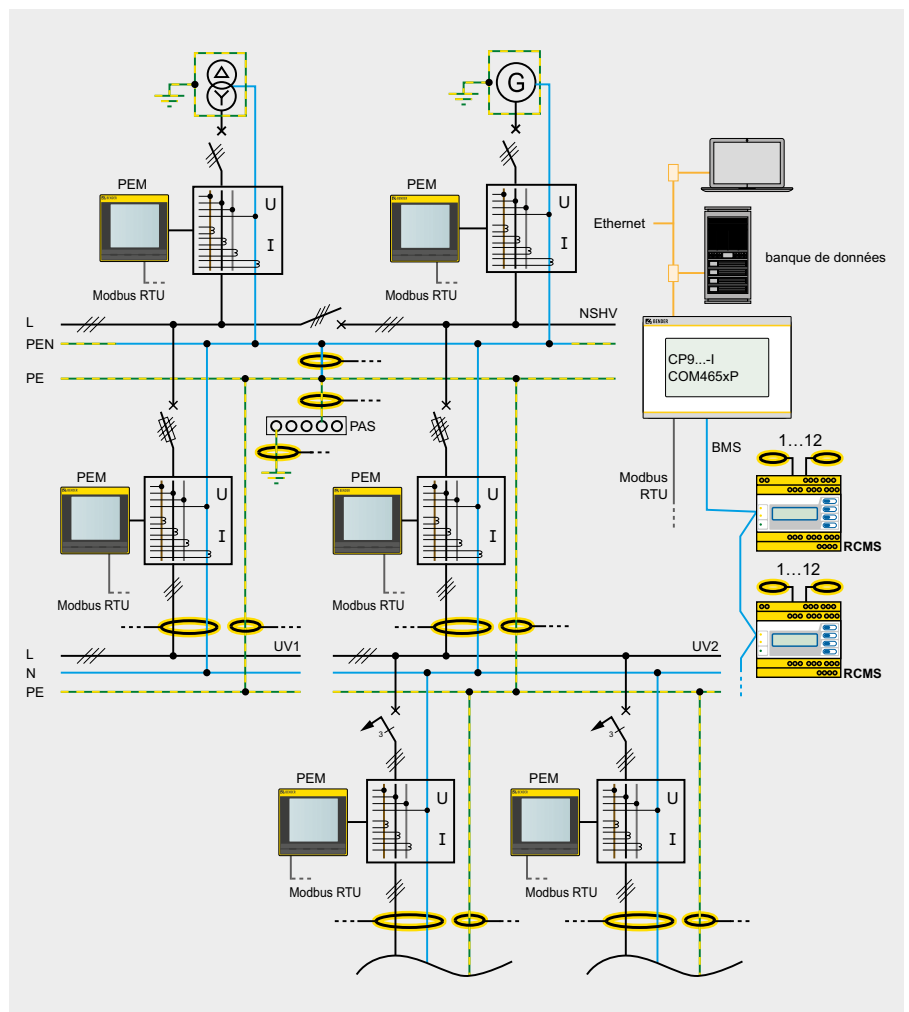 G
PEM
U
I
Modbus RTU
PEM
U
I
Modbus RTU
Ethernet
banque de données
L
NSHV
PEN
PE
BENDER
CP9...-I
COM465xP
PAS
BMS
Modbus
RTU
1...12
RCMS
1...12
RCMS
PEM
U
I
Modbus RTU
PEM
U
I
Modbus RTU
L
UV1
UV2
N
PE
3
3
PEM
U
I
Modbus RTU
PEM
U
I
Modbus RTU